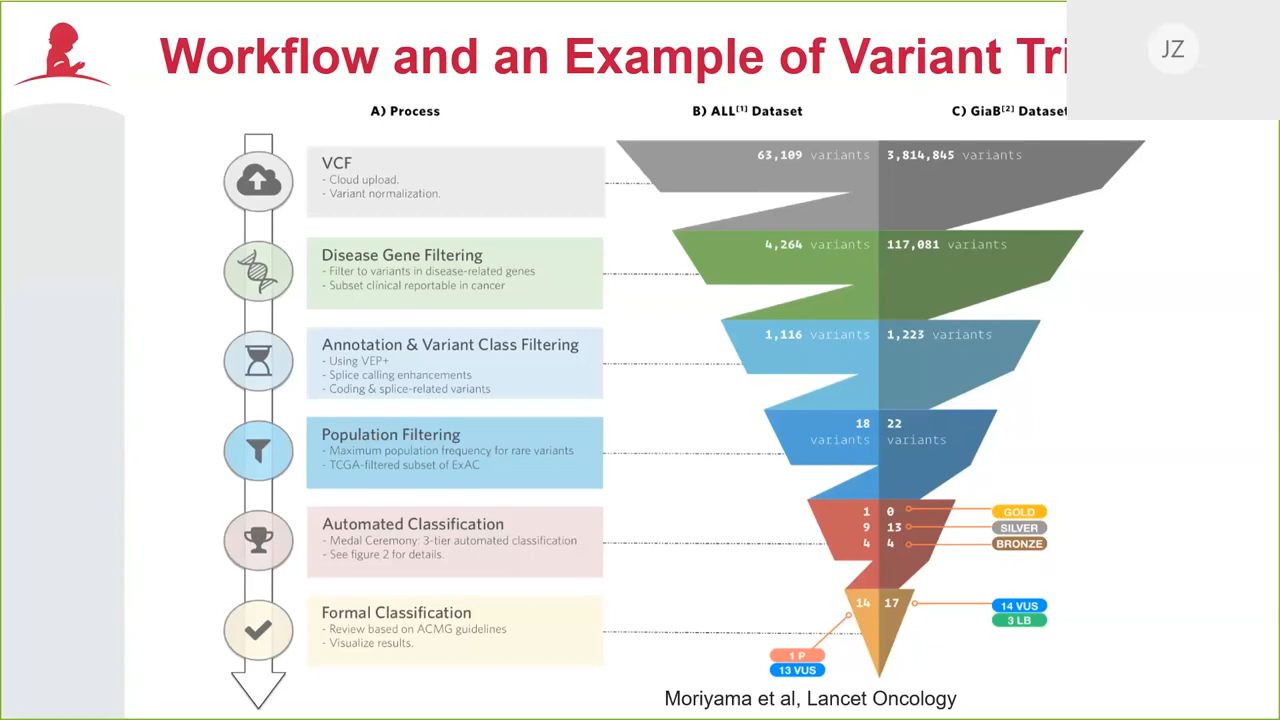 Workflow and an Example of Variant Tri
JZ
A) Process
B) ALL[1] Dataset
C) GiaB[2] Dataset
VCF
- Cloud upload.
- Variant normalization.
63,109 variants
3,814,845 variants
Disease Gene Filtering
- Filter to variants in disease-related genes
- Subset clinical reportable in cancer
4,264 variants
117,081 variants
Annotation & Variant Class Filtering
- Using VEP+
- Splice calling enhancements
- Coding & splice-related variants
1,116 variants
1,223 variants
Population Filtering
- Maximum population frequency for rare variants
- TCGA-filtered subset of ExAC
18
variants
22
variants
Automated Classification
- Medal Ceremony: 3-tier automated classification
- See figure 2 for details.
1 0 GOLD
9 13 SILVER
4 4 BRONZE
Formal Classification
- Review based on ACMG guidelines
- Visualize results.
14 17
14 VUS
3 LB
1 P
13 VUS
Moriyama et al, Lancet Oncology